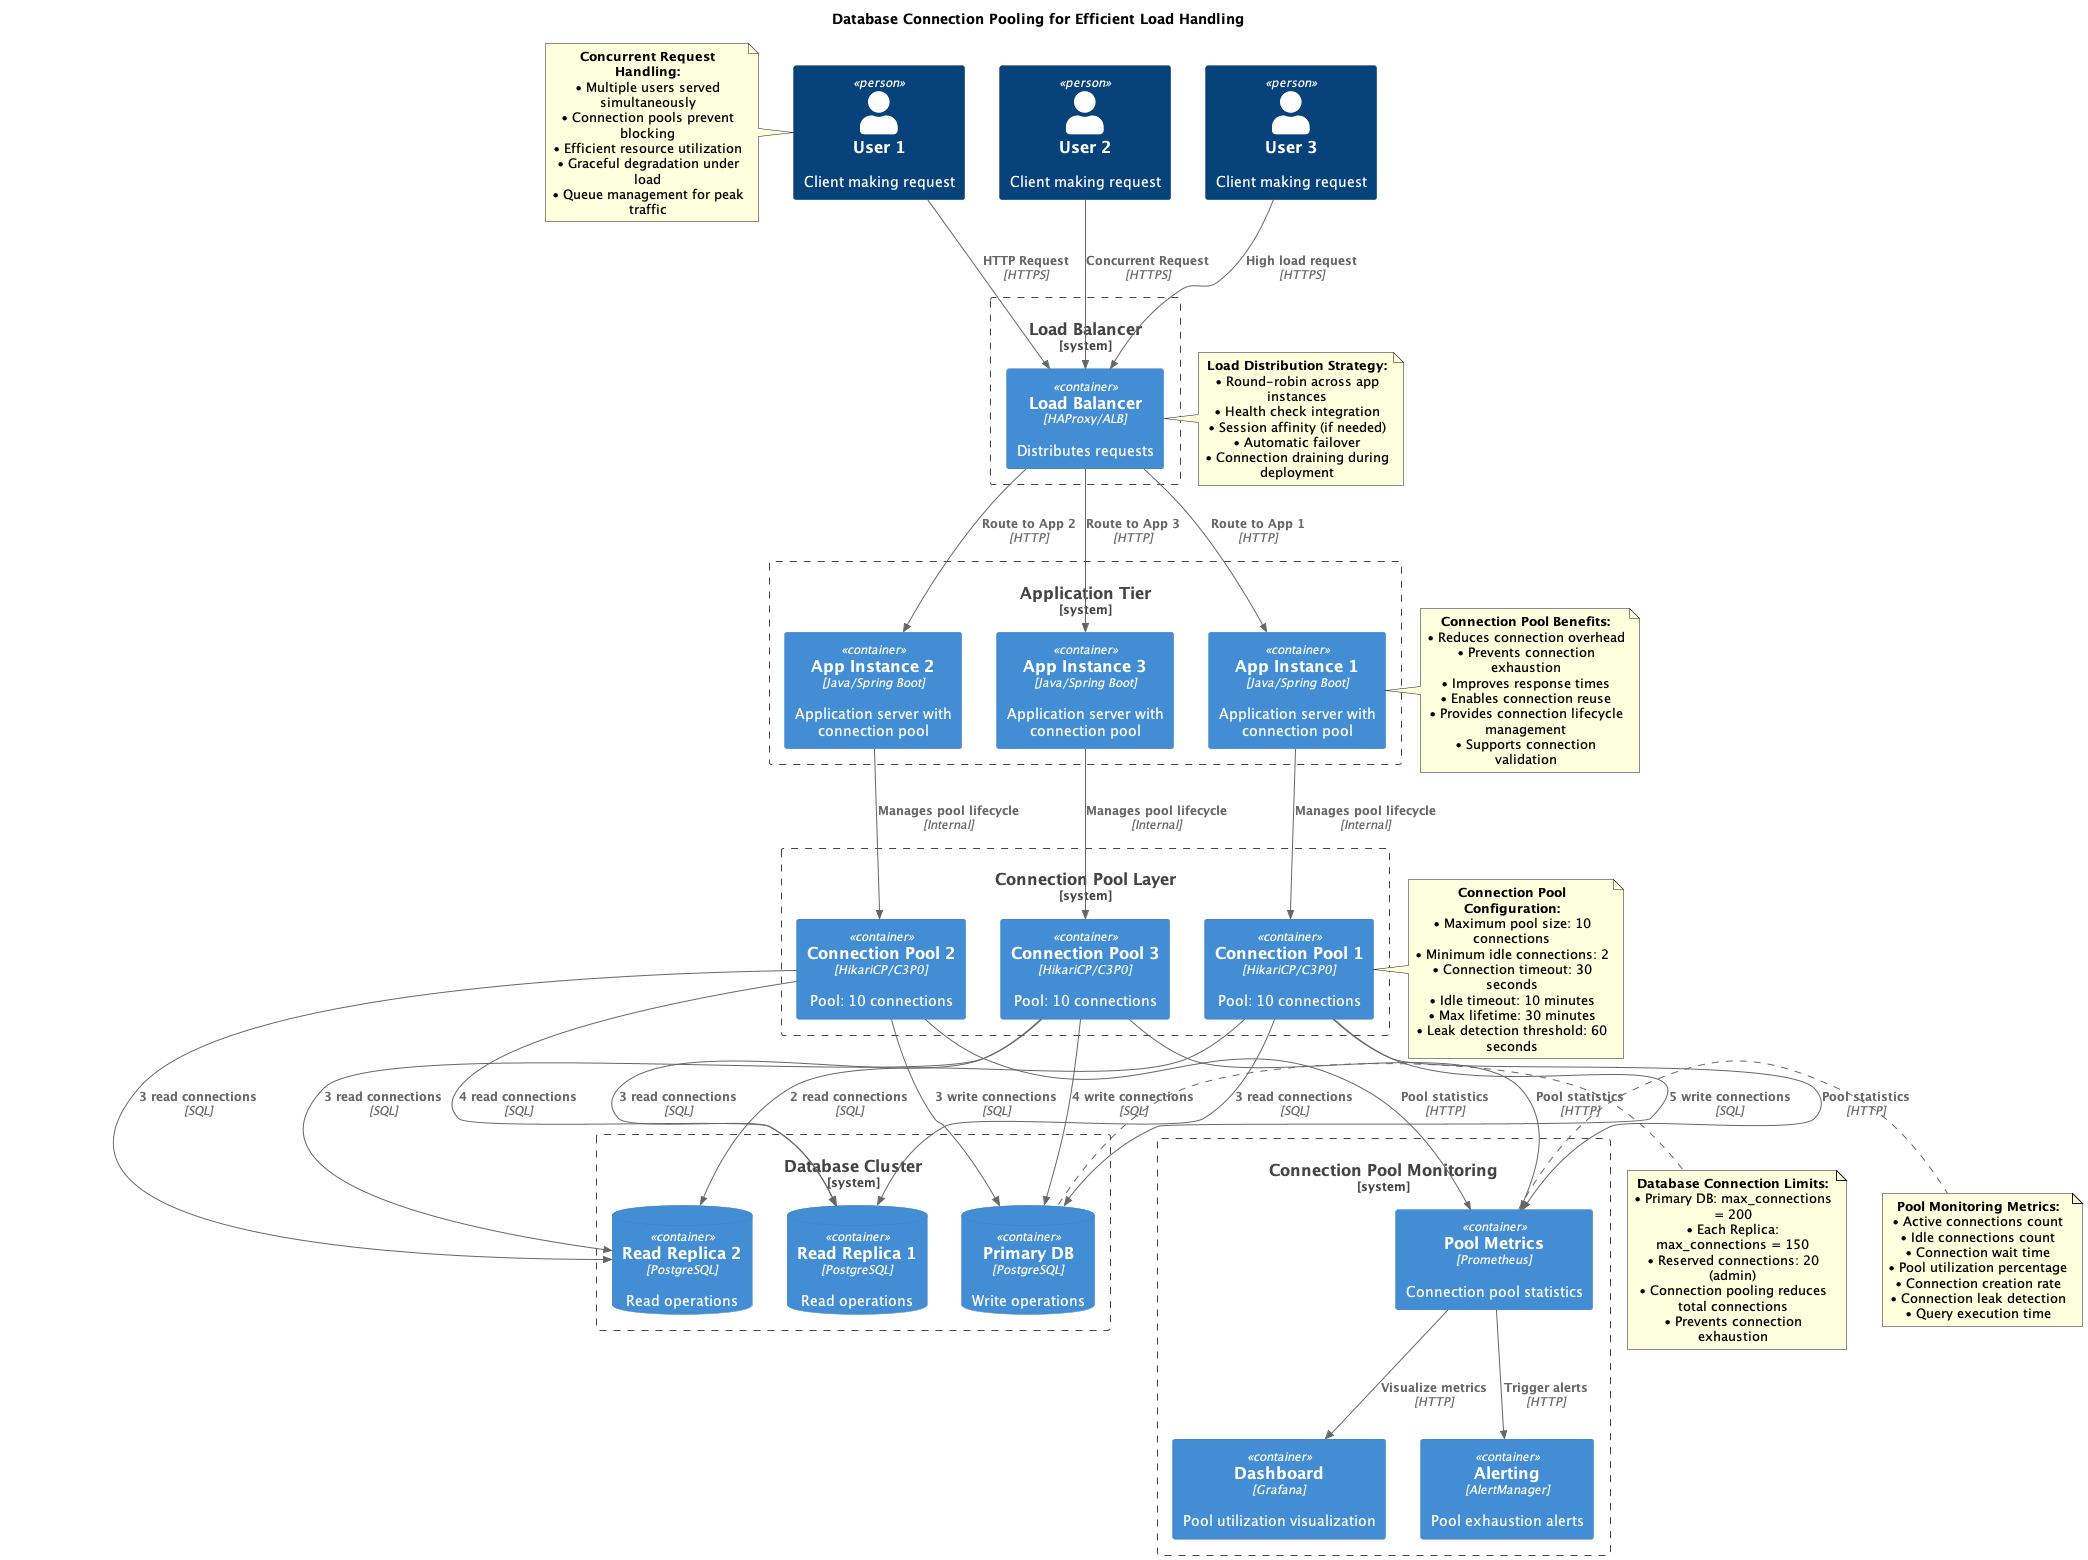 Database Connection Pooling for Efficient Load Handling
Concurrent Request
Handling:
• Multiple users served
simultaneously
• Connection pools prevent
blocking
• Efficient resource utilization
• Graceful degradation under
load
• Queue management for peak
traffic
«person»
User 1
Client making request
«person»
User 2
Client making request
«person»
User 3
Client making request
HTTP Request
[HTTPS]
Concurrent Request
[HTTPS]
High load request
[HTTPS]
Load Balancer
[system]
«container»
Load Balancer
[HAProxy/ALB]
Distributes requests
Load Distribution Strategy:
• Round-robin across app
instances
• Health check integration
• Session affinity (if needed)
• Automatic failover
• Connection draining during
deployment
Route to App 2
[HTTP]
Route to App 3
[HTTP]
Route to App 1
[HTTP]
Application Tier
[system]
«container»
App Instance 2
[Java/Spring Boot]
Application server with
connection pool
«container»
App Instance 3
[Java/Spring Boot]
Application server with
connection pool
«container»
App Instance 1
[Java/Spring Boot]
Application server with
connection pool
Connection Pool Benefits:
• Reduces connection overhead
• Prevents connection
exhaustion
• Improves response times
• Enables connection reuse
• Provides connection lifecycle
management
• Supports connection
validation
Manages pool lifecycle
[Internal]
Manages pool lifecycle
[Internal]
Manages pool lifecycle
[Internal]
Connection Pool Layer
[system]
«container»
Connection Pool 2
[HikariCP/C3P0]
Pool: 10 connections
«container»
Connection Pool 3
[HikariCP/C3P0]
Pool: 10 connections
«container»
Connection Pool 1
[HikariCP/C3P0]
Pool: 10 connections
Connection Pool
Configuration:
• Maximum pool size: 10
connections
• Minimum idle connections: 2
• Connection timeout: 30
seconds
• Idle timeout: 10 minutes
• Max lifetime: 30 minutes
• Leak detection threshold: 60
seconds
3 read connections
[SQL]
3 read connections
[SQL]
4 read connections
[SQL]
3 read connections
[SQL]
2 read connections
[SQL]
3 write connections
[SQL]
4 write connections
[SQL]
3 read connections
[SQL]
Pool statistics
[HTTP]
Pool statistics
[HTTP]
5 write connections
[SQL]
Pool statistics
[HTTP]
Database Cluster
[system]
«container»
Read Replica 2
[PostgreSQL]
Read operations
«container»
Read Replica 1
[PostgreSQL]
Read operations
«container»
Primary DB
[PostgreSQL]
Write operations
Connection Pool Monitoring
[system]
«container»
Pool Metrics
[Prometheus]
Connection pool statistics
Database Connection Limits:
• Primary DB: max_connections
= 200
• Each Replica:
max_connections = 150
• Reserved connections: 20
(admin)
• Connection pooling reduces
total connections
• Prevents connection
exhaustion
Pool Monitoring Metrics:
• Active connections count
• Idle connections count
• Connection wait time
• Pool utilization percentage
• Connection creation rate
• Connection leak detection
• Query execution time
Visualize metrics
[HTTP]
Trigger alerts
[HTTP]
«container»
Dashboard
[Grafana]
Pool utilization visualization
«container»
Alerting
[AlertManager]
Pool exhaustion alerts